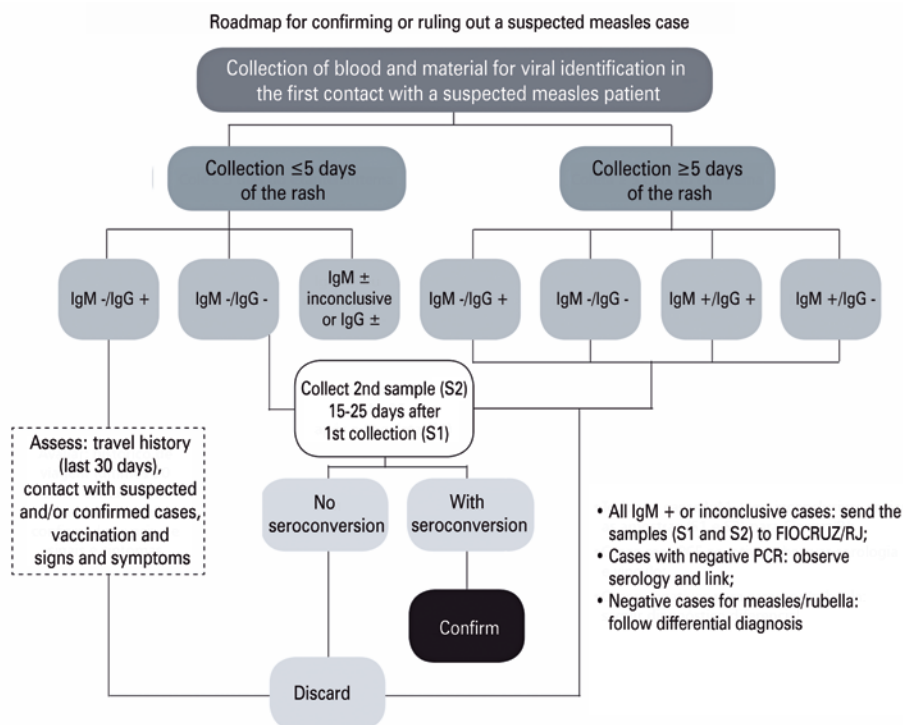 Roadmap for confirming or ruling out a suspected measles case
Collection of blood and material for viral identification in
the first contact with a suspected measles patient
Collection ≤5 days
of the rash
Collection ≥5 days
of the rash
IgM -/IgG +
IgM -/IgG -
IgM ±
inconclusive
or IgG ±
IgM -/IgG +
IgM -/IgG -
IgM +/IgG +
IgM +/IgG -
Collect 2nd sample (S2)
15-25 days after
1st collection (S1)
Assess: travel history
(last 30 days),
contact with suspected
and/or confirmed cases,
vaccination and
signs and symptoms
No
seroconversion
With
seroconversion
• All IgM + or inconclusive cases: send the
samples (S1 and S2) to FIOCRUZ/RJ;
• Cases with negative PCR: observe
serology and link;
• Negative cases for measles/rubella:
follow differential diagnosis
Confirm
Discard